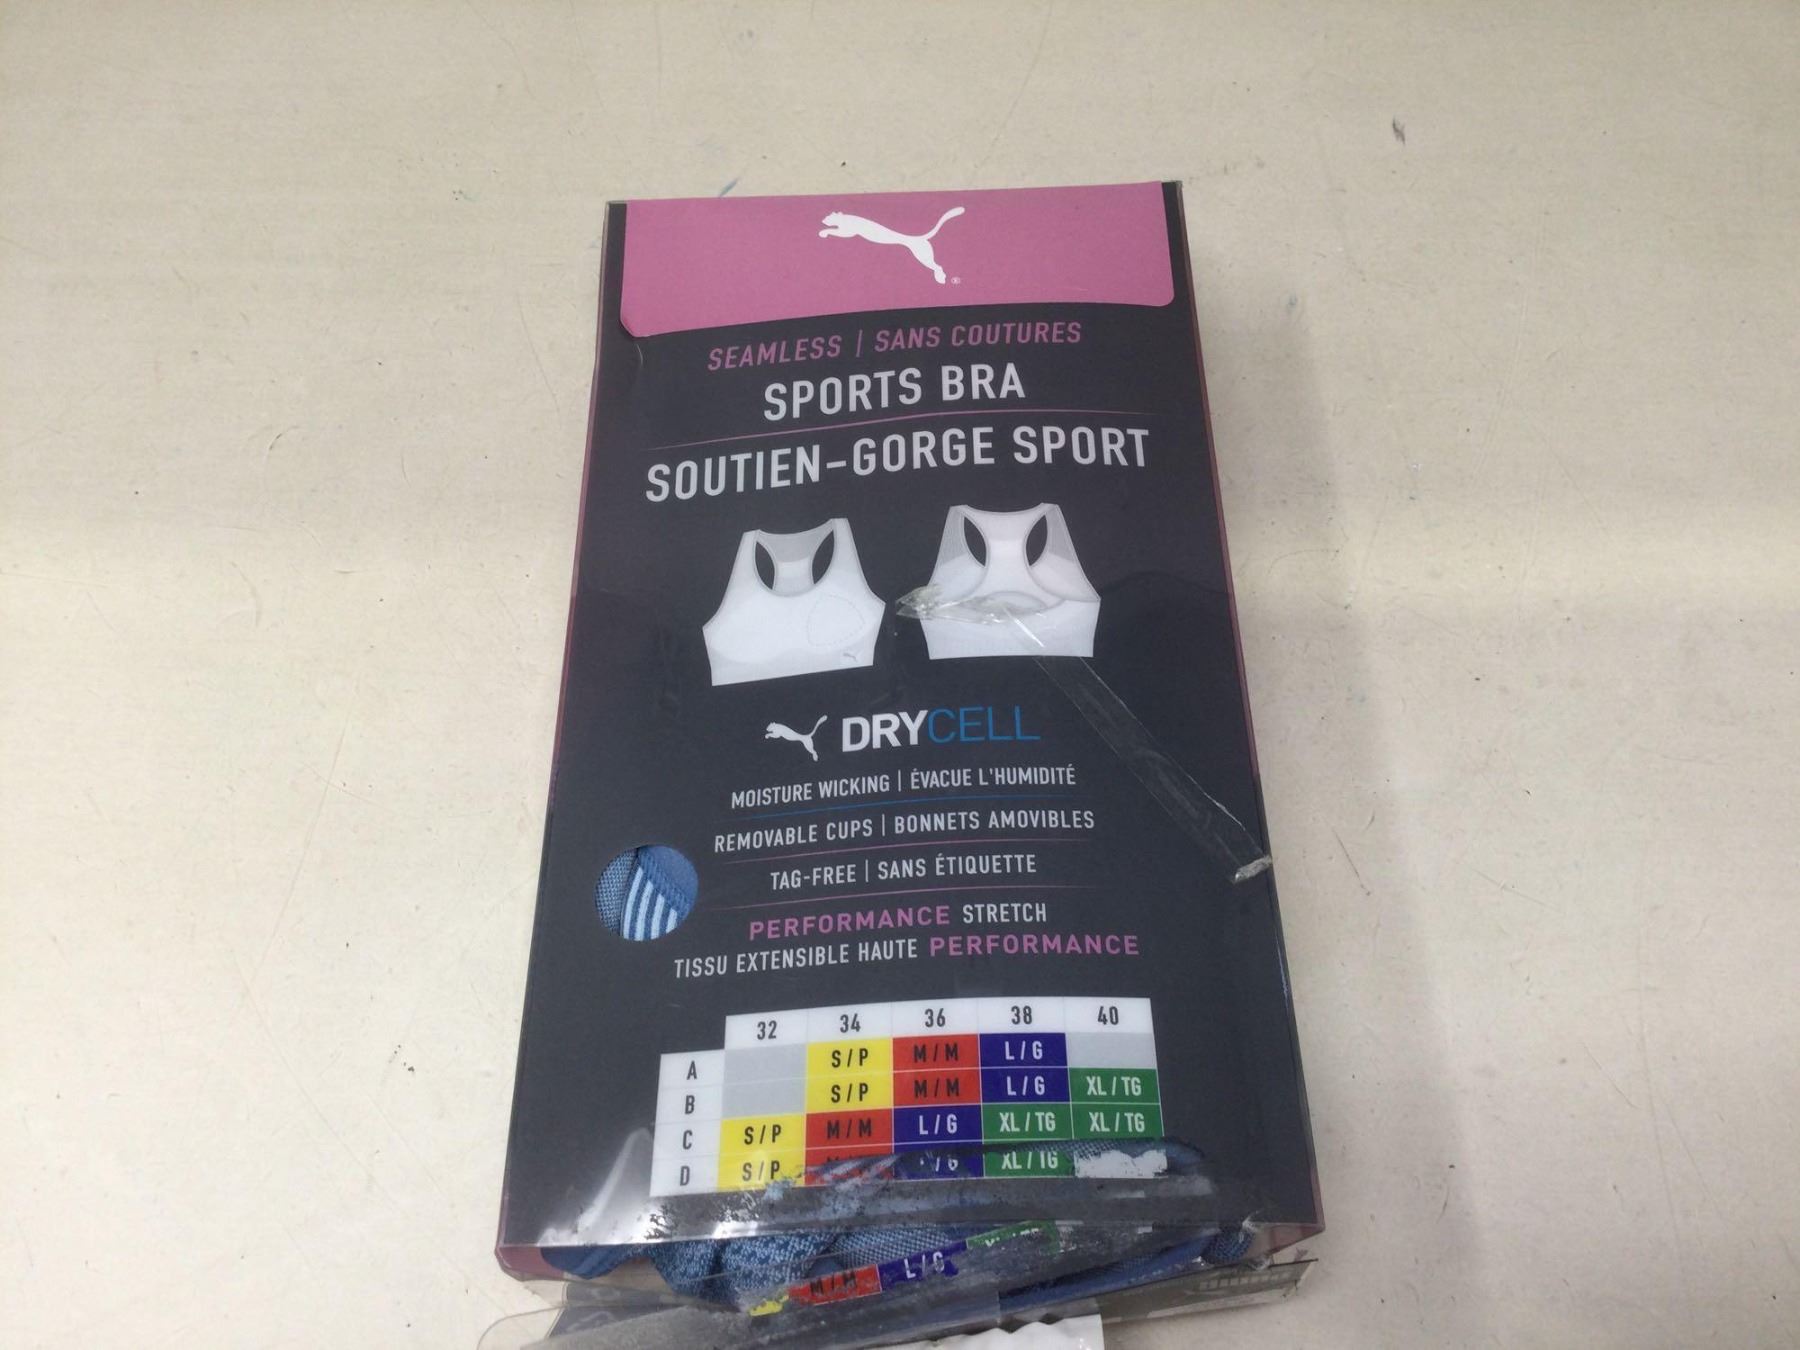 SEAMLESS | SANS COUTURES
SPORTS BRA
SOUTIEN-GORGE SPORT
DRYCELL
MOISTURE WICKING | ÉVACUE L'HUMIDITÉ
REMOVABLE CUPS | BONNETS AMOVIBLES
TAG-FREE | SANS ÉTIQUETTE
PERFORMANCE STRETCH
TISSU EXTENSIBLE HAUTE PERFORMANCE
32 34 36 38 40
A S/P M/M L/G
B S/P M/M L/G XL/TG
C S/P M/M L/G XL/TG XL/TG
D S/P XL/TG
M/M L/G